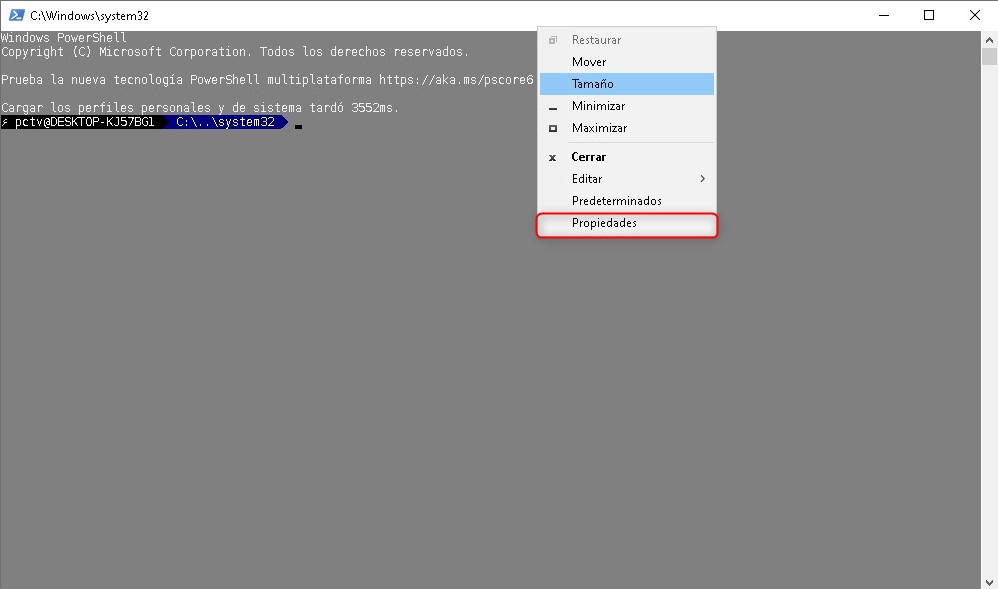 C:\Windows\system32
Windows PowerShell
Copyright (C) Microsoft Corporation. Todos los derechos reservados.
Prueba la nueva tecnología PowerShell multiplataforma https://aka.ms/pscore6
Cargar los perfiles personales y de sistema tardó 3552ms.
⚡ pctv@DESKTOP-KJ57BGl C:\..\system32
Restaurar
Mover
Tamaño
Minimizar
Maximizar
Cerrar
Editar
Predeterminados
Propiedades